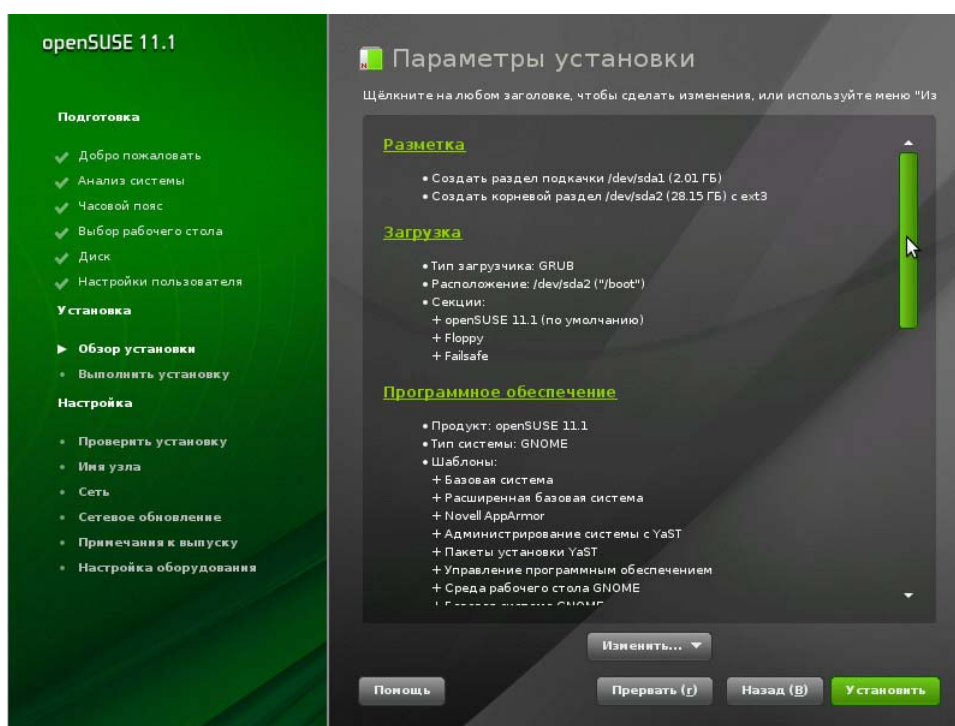 openSUSE 11.1
Подготовка
Добро пожаловать
Анализ системы
Часовой пояс
Выбор рабочего стола
Диск
Настройки пользователя
Установка
Обзор установки
Выполнить установку
Настройка
Проверить установку
Имя узла
Сеть
Сетевое обновление
Примечания к выпуску
Настройка оборудования
Параметры установки
Щёлкните на любом заголовке, чтобы сделать изменения, или используйте меню "Из
Разметка
• Создать раздел подкачки /dev/sda1 (2.01 ГБ)
• Создать корневой раздел /dev/sda2 (28.15 ГБ) с ext3
Загрузка
• Тип загрузчика: GRUB
• Расположение: /dev/sda2 ("/boot")
• Секции:
+ openSUSE 11.1 (по умолчанию)
+ Floppy
+ Failsafe
Программное обеспечение
• Продукт: openSUSE 11.1
• Тип системы: GNOME
• Шаблоны:
+ Базовая система
+ Расширенная базовая система
+ Novell AppArmor
+ Администрирование системы с YaST
+ Пакеты установки YaST
+ Управление программным обеспечением
+ Среда рабочего стола GNOME
+ Базовая система GNOME
Изменить...
Помощь
Прервать (r)
Назад (B)
Установить